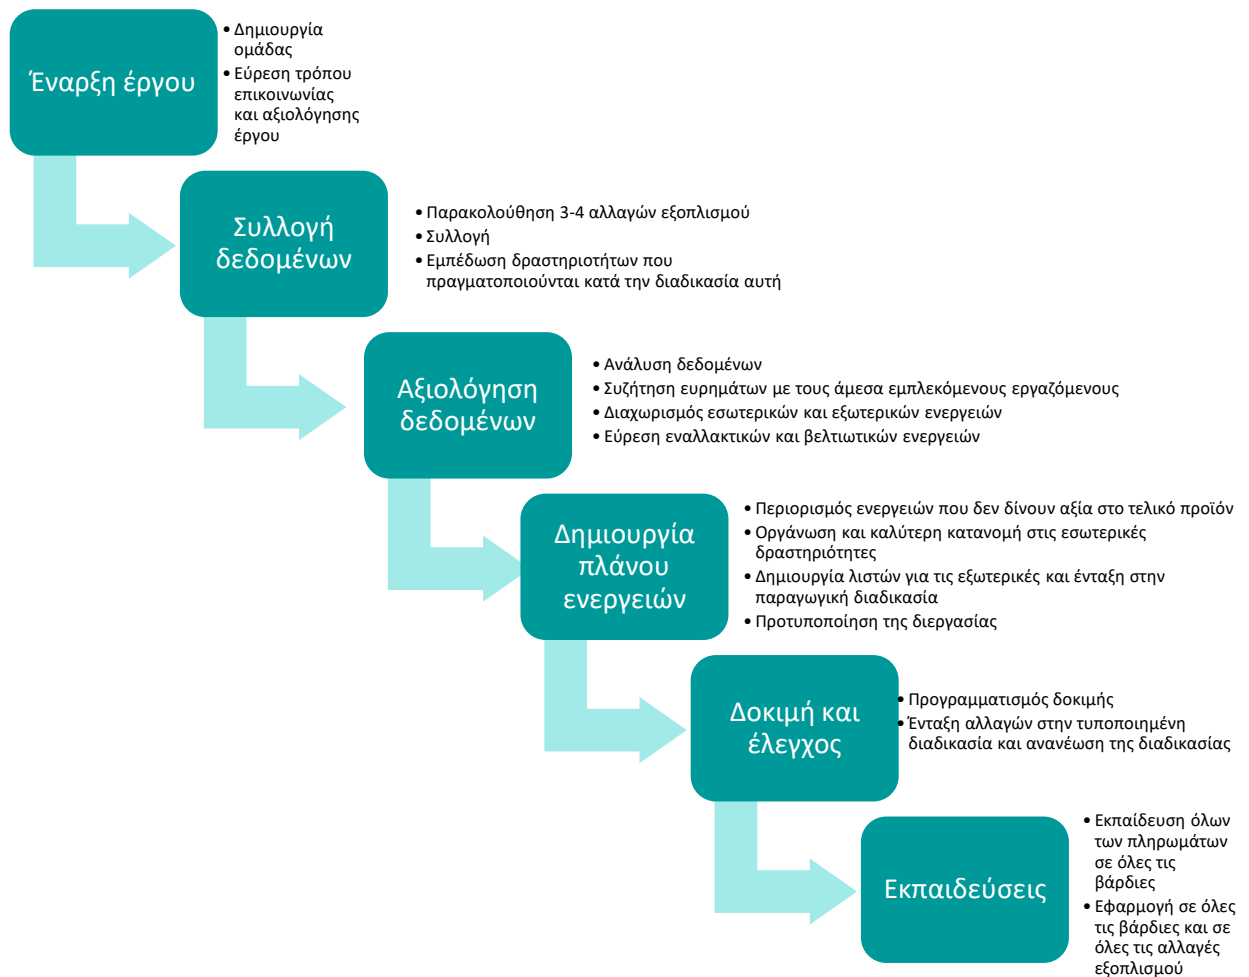 Έναρξη έργου
• Δημιουργία
ομάδας
• Εύρεση τρόπου
επικοινωνίας
και αξιολόγησης
έργου
Συλλογή
δεδομένων
• Παρακολούθηση 3-4 αλλαγών εξοπλισμού
• Συλλογή
• Εμπέδωση δραστηριοτήτων που
πραγματοποιούνται κατά την διαδικασία αυτή
Αξιολόγηση
δεδομένων
• Ανάλυση δεδομένων
• Συζήτηση ευρημάτων με τους άμεσα εμπλεκόμενους εργαζόμενους
• Διαχωρισμός εσωτερικών και εξωτερικών ενεργειών
• Εύρεση εναλλακτικών και βελτιωτικών ενεργειών
Δημιουργία
πλάνου
ενεργειών
• Περιορισμός ενεργειών που δεν δίνουν αξία στο τελικό προϊόν
• Οργάνωση και καλύτερη κατανομή στις εσωτερικές
δραστηριότητες
• Δημιουργία λιστών για τις εξωτερικές και ένταξη στην
παραγωγική διαδικασία
• Προτυποποίηση της διεργασίας
Δοκιμή και
έλεγχος
• Προγραμματισμός δοκιμής
• Ένταξη αλλαγών στην τυποποιημένη
διαδικασία και ανανέωση της διαδικασίας
Εκπαιδεύσεις
• Εκπαίδευση όλων
των πληρωμάτων
σε όλες τις
βάρδιες
• Εφαρμογή σε όλες
τις βάρδιες και σε
όλες τις αλλαγές
εξοπλισμού